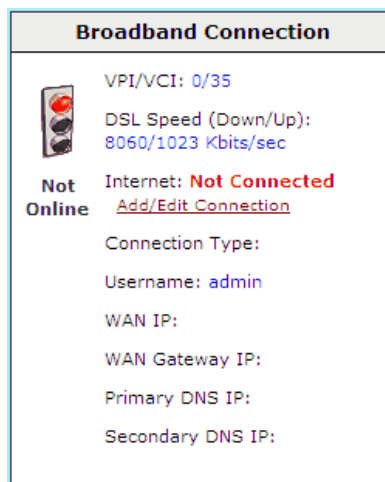 Broadband Connection
VPI/VCI: 0/35
DSL Speed (Down/Up):
8060/1023 Kbits/sec
Not
Online
Internet: Not Connected
Add/Edit Connection
Connection Type:
Username: admin
WAN IP:
WAN Gateway IP:
Primary DNS IP:
Secondary DNS IP: